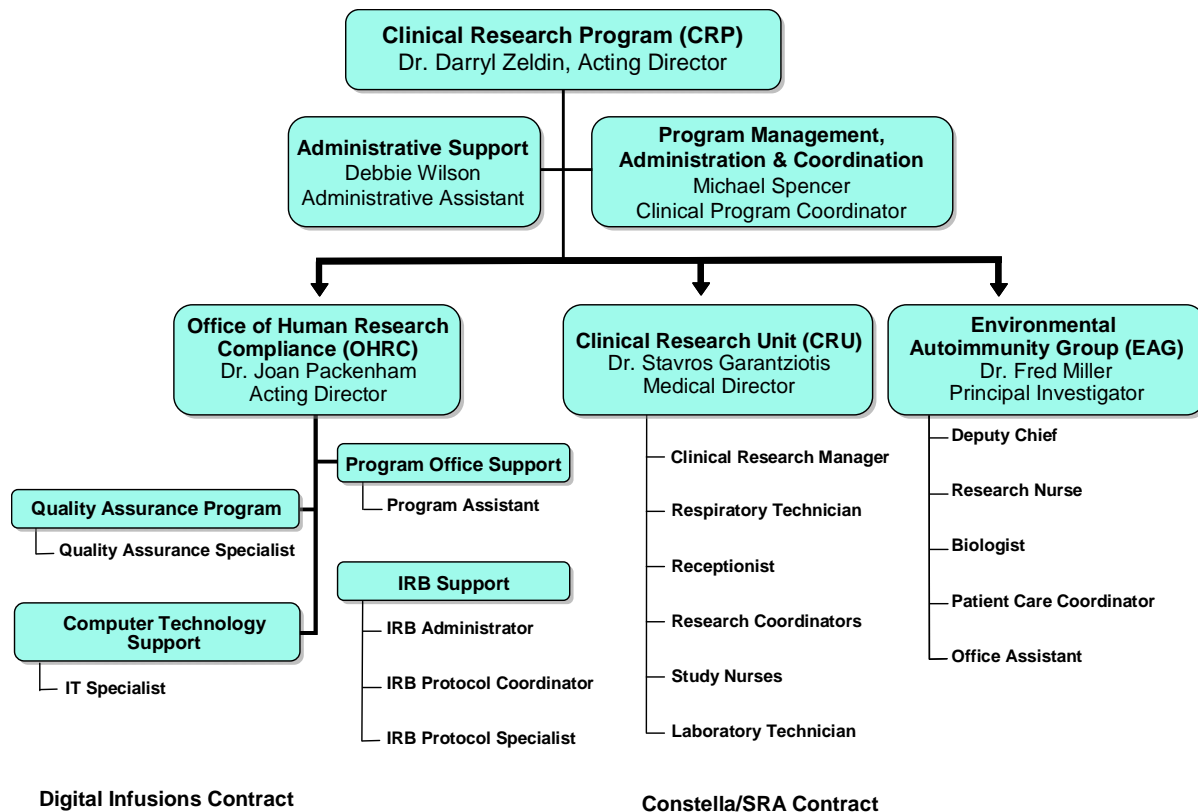 Clinical Research Program (CRP)
Dr. Darryl Zeldin, Acting Director
Administrative Support
Debbie Wilson
Administrative Assistant
Program Management,
Administration & Coordination
Michael Spencer
Clinical Program Coordinator
Office of Human Research
Compliance (OHRC)
Dr. Joan Packenham
Acting Director
Program Office Support
Program Assistant
Quality Assurance Program
Quality Assurance Specialist
IRB Support
IRB Administrator
IRB Protocol Coordinator
IRB Protocol Specialist
Computer Technology
Support
IT Specialist
Clinical Research Unit (CRU)
Dr. Stavros Garantziotis
Medical Director
Clinical Research Manager
Respiratory Technician
Receptionist
Research Coordinators
Study Nurses
Laboratory Technician
Environmental
Autoimmunity Group (EAG)
Dr. Fred Miller
Principal Investigator
Deputy Chief
Research Nurse
Biologist
Patient Care Coordinator
Office Assistant
Digital Infusions Contract
Constella/SRA Contract